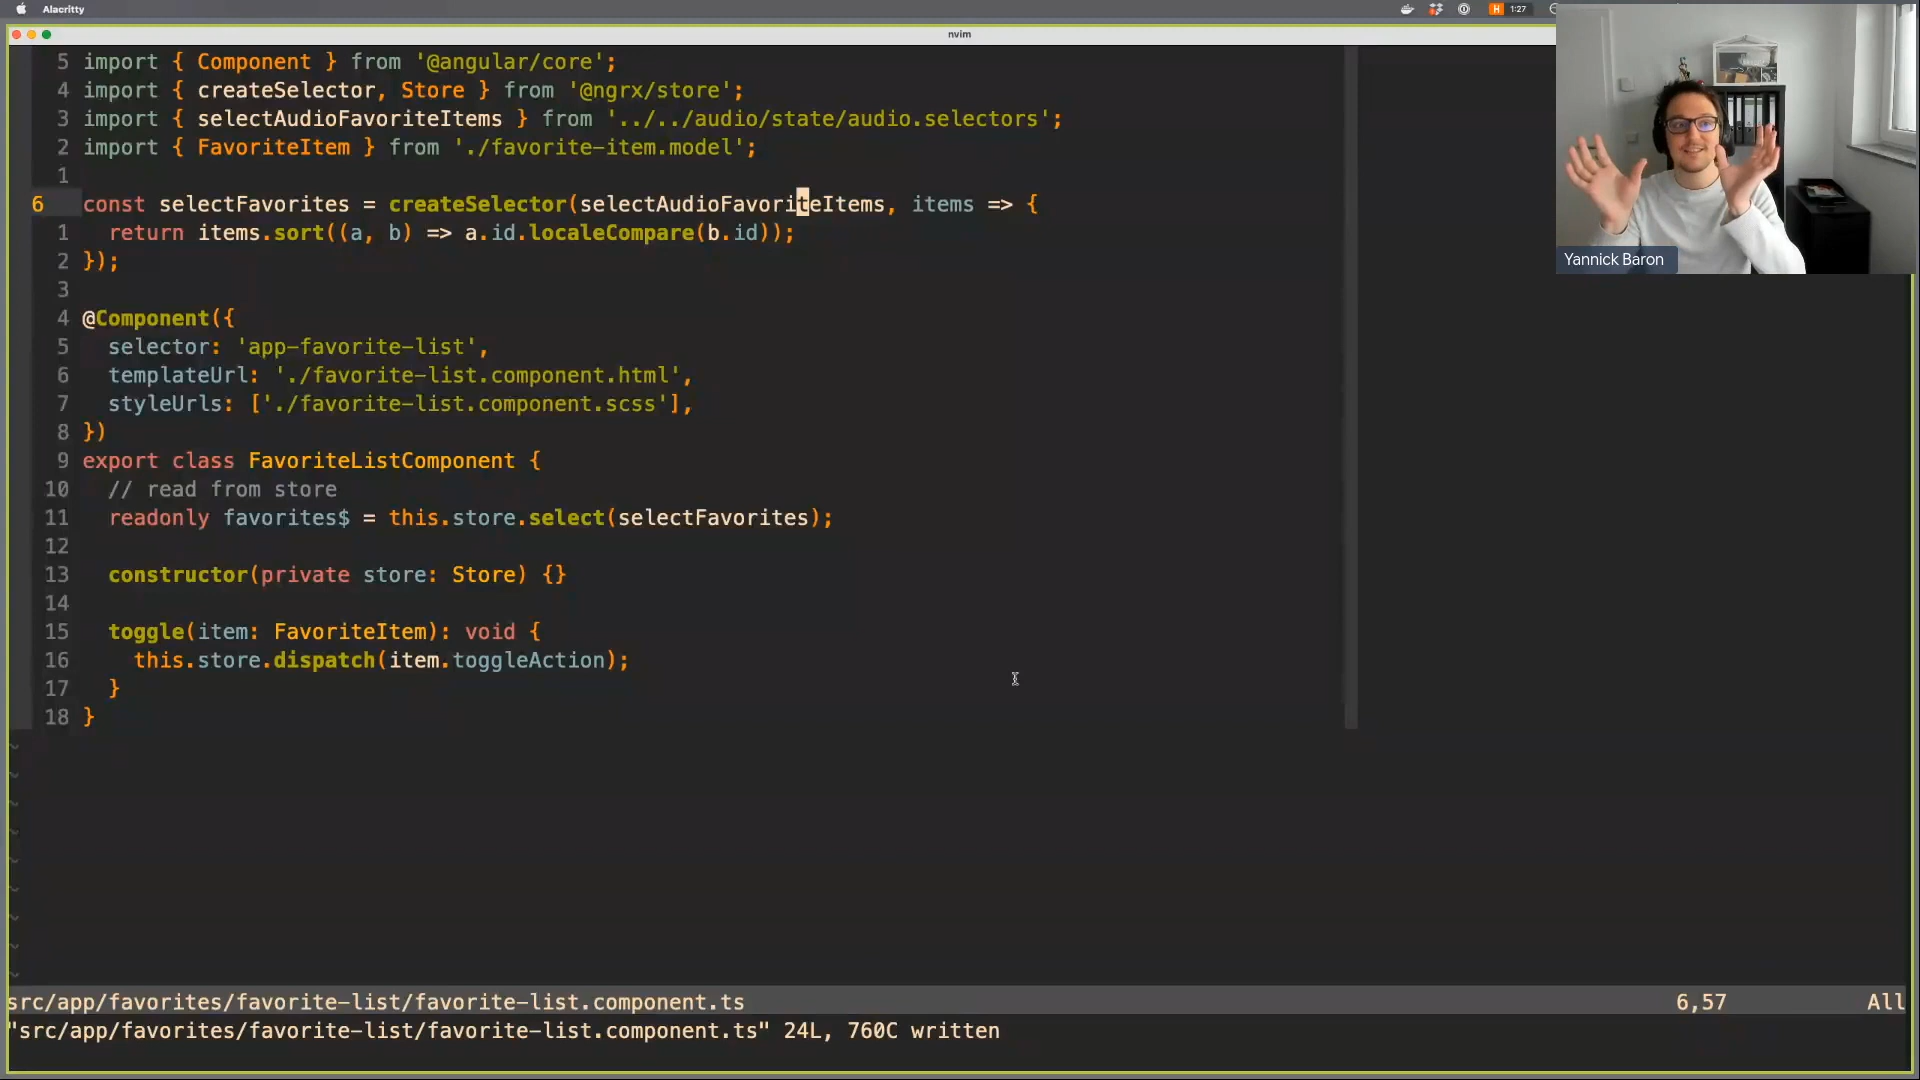 Alacritty
H 1:27
nvim
5 import { Component } from '@angular/core';
4 import { createSelector, Store } from '@ngrx/store';
3 import { selectAudioFavoriteItems } from '../../audio/state/audio.selectors';
2 import { FavoriteItem } from './favorite-item.model';
1
6 const selectFavorites = createSelector(selectAudioFavoriteItems, items => {
1 return items.sort((a, b) => a.id.localeCompare(b.id));
2 });
3
4 @Component({
5 selector: 'app-favorite-list',
6 templateUrl: './favorite-list.component.html',
7 styleUrls: ['./favorite-list.component.scss'],
8 })
9 export class FavoriteListComponent {
10 // read from store
11 readonly favorites$ = this.store.select(selectFavorites);
12
13 constructor(private store: Store) {}
14
15 toggle(item: FavoriteItem): void {
16 this.store.dispatch(item.toggleAction);
17 }
18 }
~
~
~
~
~
~
~
~
~
src/app/favorites/favorite-list/favorite-list.component.ts 6,57 All
"src/app/favorites/favorite-list/favorite-list.component.ts" 24L, 760C written
Yannick Baron